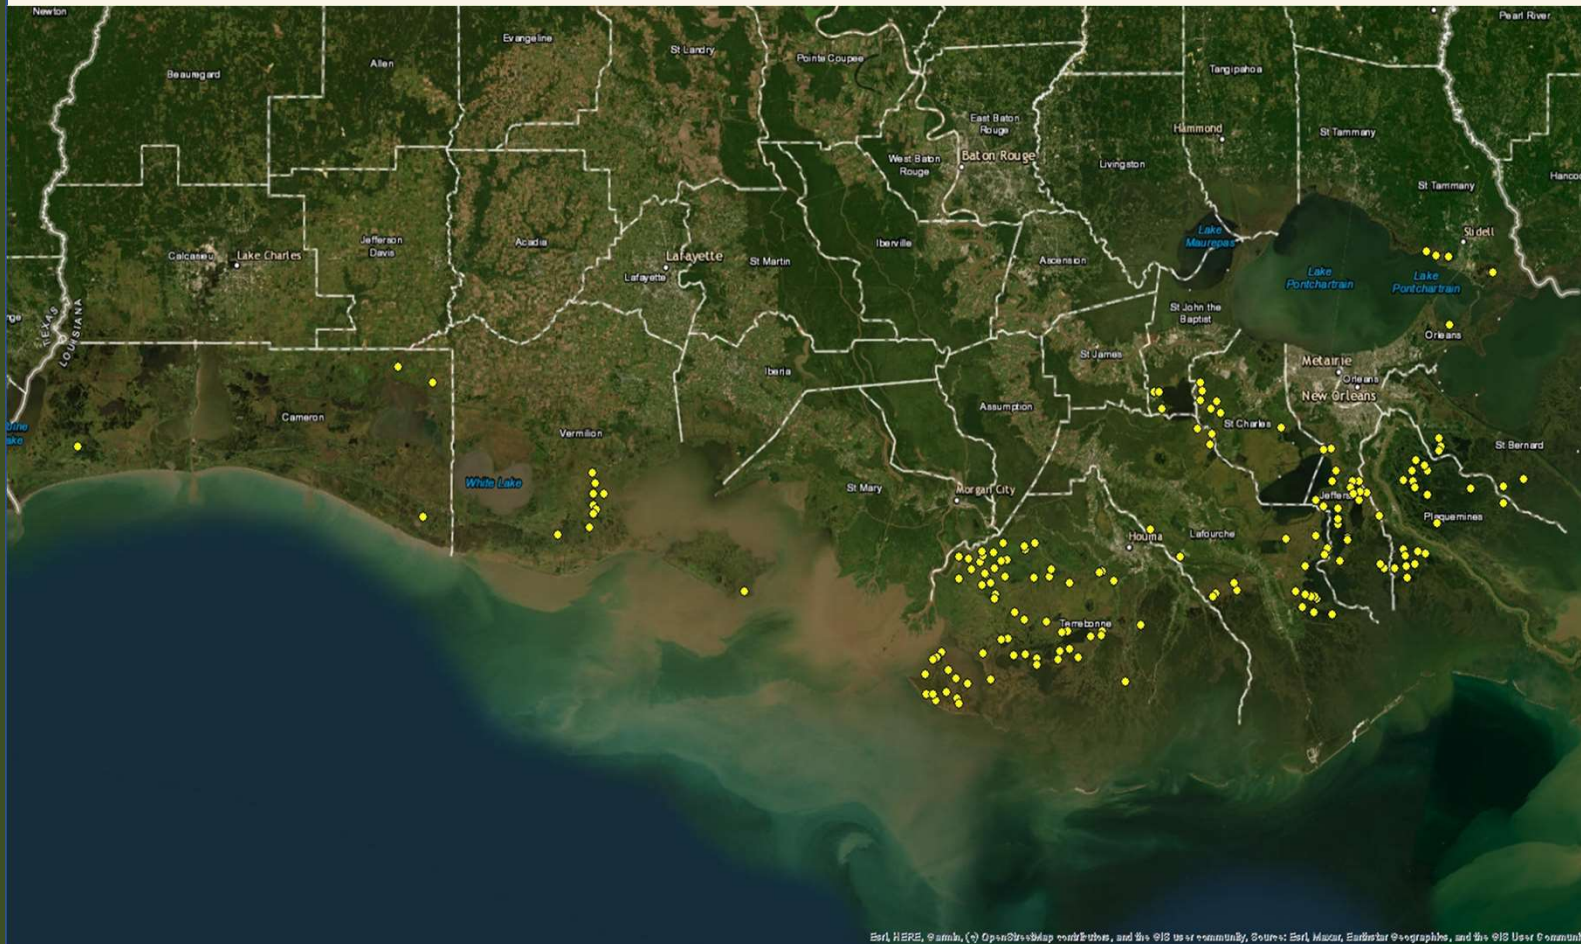 Newton
Pearl River
Evangeline
St Landry
Pointe Coupee
Allen
Beauregard
Tangipahoa
East Baton
Rouge
Hammond
St Tammany
West Baton
Rouge
Baton Rouge
Livingston
St Tammany
Hanco
Lake
Maurepas
Slidell
Jefferson
Davis
Acadia
Iberville
Calcasieu
Lake Charles
Lafayette
St Martin
Ascension
Lafayette
Lake
Pontchartrain
Lake
Pontchartrain
St John the
Baptist
TEXAS
LOUISIANA
nge
Orleans
St James
Metairie
Iberia
Orleans
New Orleans
Assumption
Cameron
St Charles
Vermilion
St Bernard
White Lake
St Mary
Morgan City
Jeffers
Plaquemines
Houma
Lafourche
Terrebonne
Esri, HERE, Garmin, (c) OpenStreetMap contributors, and the GIS user community, Source: Esri, Maxar, Earthstar Geographics, and the GIS User Communi